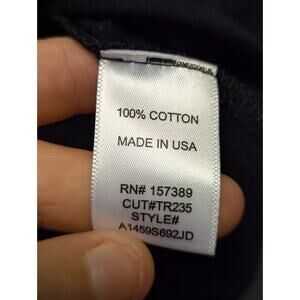 100% COTTON
MADE IN USA
RN# 157389
CUT#TR235
STYLE#
A1459S692JD